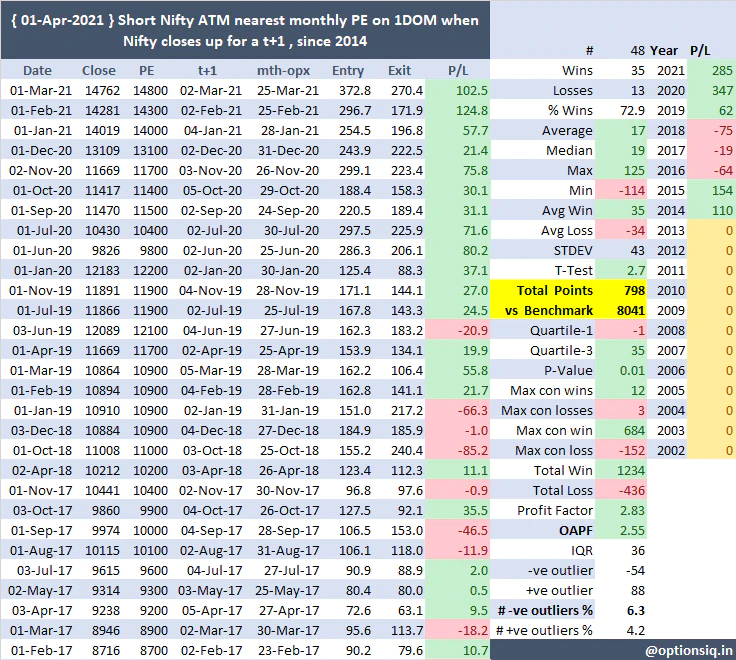 { 01-Apr-2021 } Short Nifty ATM nearest monthly PE on 1DOM when
Nifty closes up for a t+1 , since 2014
Date Close PE t+1 mth-opx Entry Exit P/L
01-Mar-21 14762 14800 02-Mar-21 25-Mar-21 372.8 270.4 102.5
01-Feb-21 14281 14300 02-Feb-21 25-Feb-21 296.7 171.9 124.8
01-Jan-21 14019 14000 04-Jan-21 28-Jan-21 254.5 196.8 57.7
01-Dec-20 13109 13100 02-Dec-20 31-Dec-20 243.9 222.5 21.4
02-Nov-20 11669 11700 03-Nov-20 26-Nov-20 299.1 223.4 75.8
01-Oct-20 11417 11400 05-Oct-20 29-Oct-20 188.4 158.3 30.1
01-Sep-20 11470 11500 02-Sep-20 24-Sep-20 220.5 189.4 31.1
01-Jul-20 10430 10400 02-Jul-20 30-Jul-20 297.5 225.9 71.6
01-Jun-20 9826 9800 02-Jun-20 25-Jun-20 286.3 206.1 80.2
01-Jan-20 12183 12200 02-Jan-20 30-Jan-20 125.4 88.3 37.1
01-Nov-19 11891 11900 04-Nov-19 28-Nov-19 171.1 144.1 27.0
01-Jul-19 11866 11900 02-Jul-19 25-Jul-19 167.8 143.3 24.5
03-Jun-19 12089 12100 04-Jun-19 27-Jun-19 162.3 183.2 -20.9
01-Apr-19 11669 11700 02-Apr-19 25-Apr-19 153.9 134.1 19.9
01-Mar-19 10864 10900 05-Mar-19 28-Mar-19 162.2 106.4 55.8
01-Feb-19 10894 10900 04-Feb-19 28-Feb-19 162.8 141.1 21.7
01-Jan-19 10910 10900 02-Jan-19 31-Jan-19 151.0 217.2 -66.3
03-Dec-18 10884 10900 04-Dec-18 27-Dec-18 184.9 185.9 -1.0
01-Oct-18 11008 11000 03-Oct-18 25-Oct-18 155.2 240.4 -85.2
02-Apr-18 10212 10200 03-Apr-18 26-Apr-18 123.4 112.3 11.1
01-Nov-17 10441 10400 02-Nov-17 30-Nov-17 96.8 97.6 -0.9
03-Oct-17 9860 9900 04-Oct-17 26-Oct-17 127.5 92.1 35.5
01-Sep-17 9974 10000 04-Sep-17 28-Sep-17 106.5 153.0 -46.5
01-Aug-17 10115 10100 02-Aug-17 31-Aug-17 106.1 118.0 -11.9
03-Jul-17 9615 9600 04-Jul-17 27-Jul-17 90.9 88.9 2.0
02-May-17 9314 9300 03-May-17 25-May-17 80.4 80.0 0.5
03-Apr-17 9238 9200 05-Apr-17 27-Apr-17 72.6 63.1 9.5
01-Mar-17 8946 8900 02-Mar-17 30-Mar-17 95.6 113.7 -18.2
01-Feb-17 8716 8700 02-Feb-17 23-Feb-17 90.2 79.6 10.7
# 48 Year P/L
Wins 35 2021 285
Losses 13 2020 347
% Wins 72.9 2019 62
Average 17 2018 -75
Median 19 2017 -19
Max 125 2016 -64
Min -114 2015 154
Avg Win 35 2014 110
Avg Loss -34 2013 0
STDEV 43 2012 0
T-Test 2.7 2011 0
Total Points 798 2010 0
vs Benchmark 8041 2009 0
Quartile-1 -1 2008 0
Quartile-3 35 2007 0
P-Value 0.01 2006 0
Max con wins 12 2005 0
Max con losses 3 2004 0
Max con win 684 2003 0
Max con loss -152 2002 0
Total Win 1234
Total Loss -436
Profit Factor 2.83
OAPF 2.55
IQR 36
-ve outlier -54
+ve outlier 88
# -ve outliers % 6.3
# +ve outliers % 4.2
@optionsiq.in